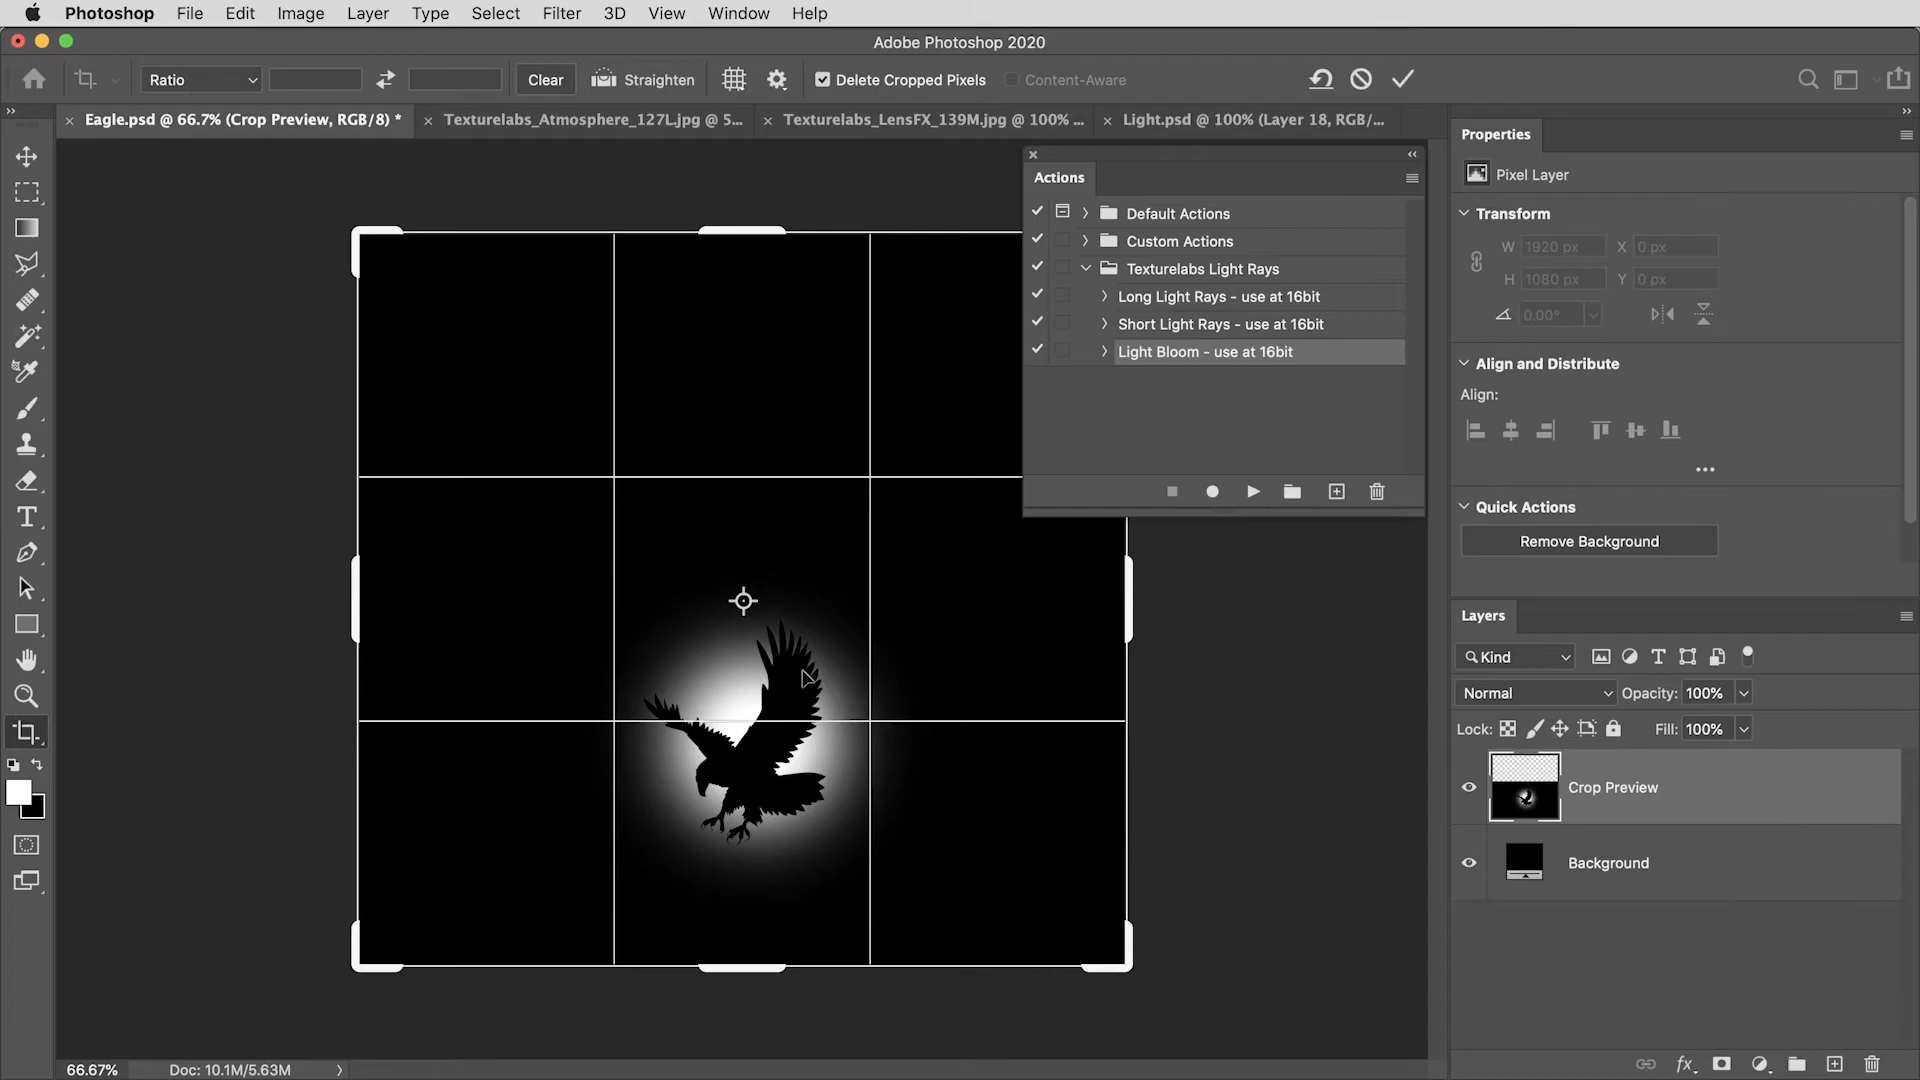 Photoshop File Edit Image Layer Type Select Filter 3D View Window Help
Adobe Photoshop 2020
Ratio Clear Straighten Delete Cropped Pixels Content-Aware
Eagle.psd @ 66.7% (Crop Preview, RGB/8) * Texturelabs_Atmosphere_127L.jpg @ 5... Texturelabs_LensFX_139M.jpg @ 100% ... Light.psd @ 100% (Layer 18, RGB/...
Actions
Default Actions
Custom Actions
Texturelabs Light Rays
Long Light Rays - use at 16bit
Short Light Rays - use at 16bit
Light Bloom - use at 16bit
Properties
Pixel Layer
Transform
W 1920 px X 0 px
H 1080 px Y 0 px
0.00°
Align and Distribute
Align:
Quick Actions
Remove Background
Layers
Kind
Normal Opacity: 100%
Lock: Fill: 100%
Crop Preview
Background
66.67% Doc: 10.1M/5.63M